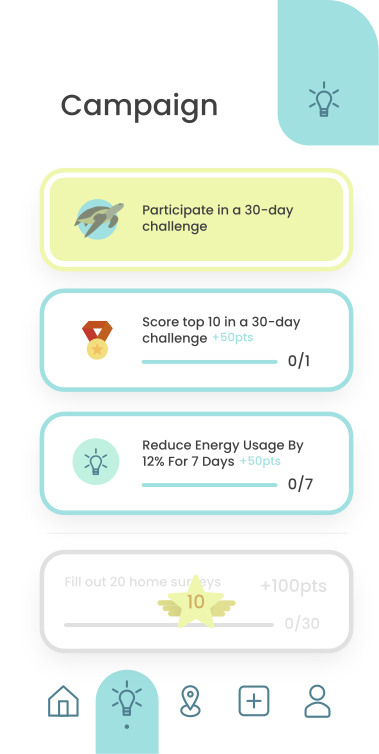 Campaign
Participate in a 30-day
challenge
Score top 10 in a 30-day
challenge +50pts
0/1
Reduce Energy Usage By
12% For 7 Days +50pts
0/7
Fill out 20 home surveys
+100pts
10
0/30